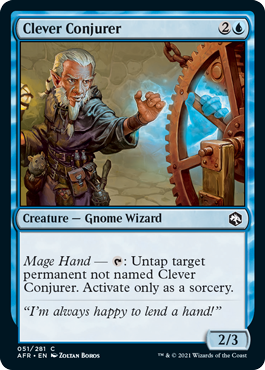 Clever Conjurer 2
Creature — Gnome Wizard
Mage Hand — : Untap target
permanent not named Clever
Conjurer. Activate only as a sorcery.
“I’m always happy to lend a hand!”
2/3
051/281 C
AFR • EN Zoltan Boros
™ & © 2021 Wizards of the Coast